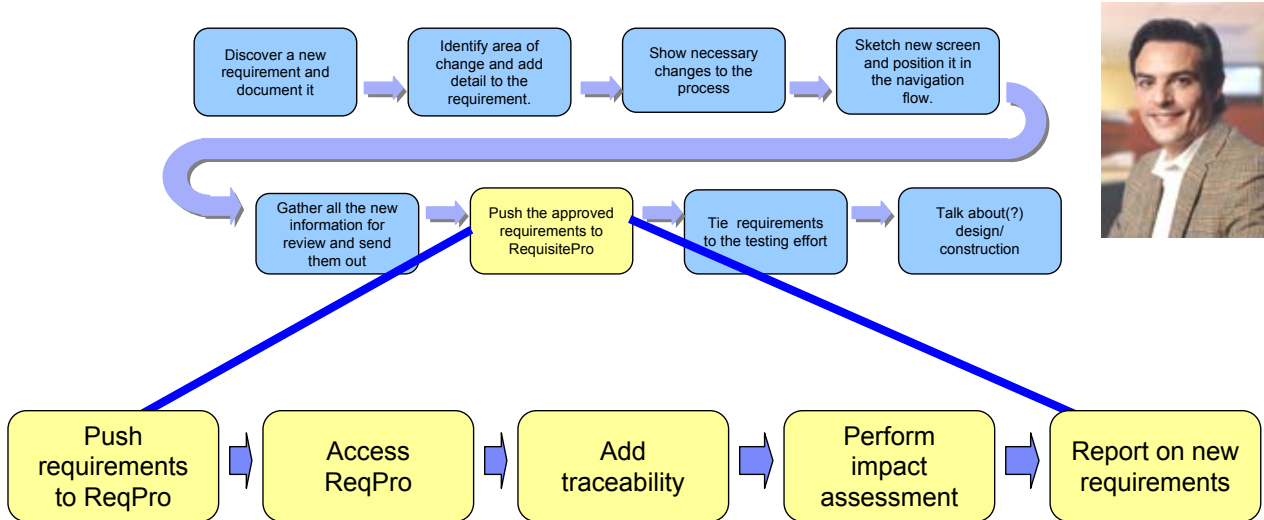 Discover a new
requirement and
document it
Identify area of
change and add
detail to the
requirement.
Show necessary
changes to the
process
Sketch new screen
and position it in
the navigation
flow.
Gather all the new
information for
review and send
them out
Push the approved
requirements to
RequisitePro
Tie requirements
to the testing effort
Talk about(?)
design/
construction
Push
requirements
to ReqPro
Access
ReqPro
Add
traceability
Perform
impact
assessment
Report on new
requirements